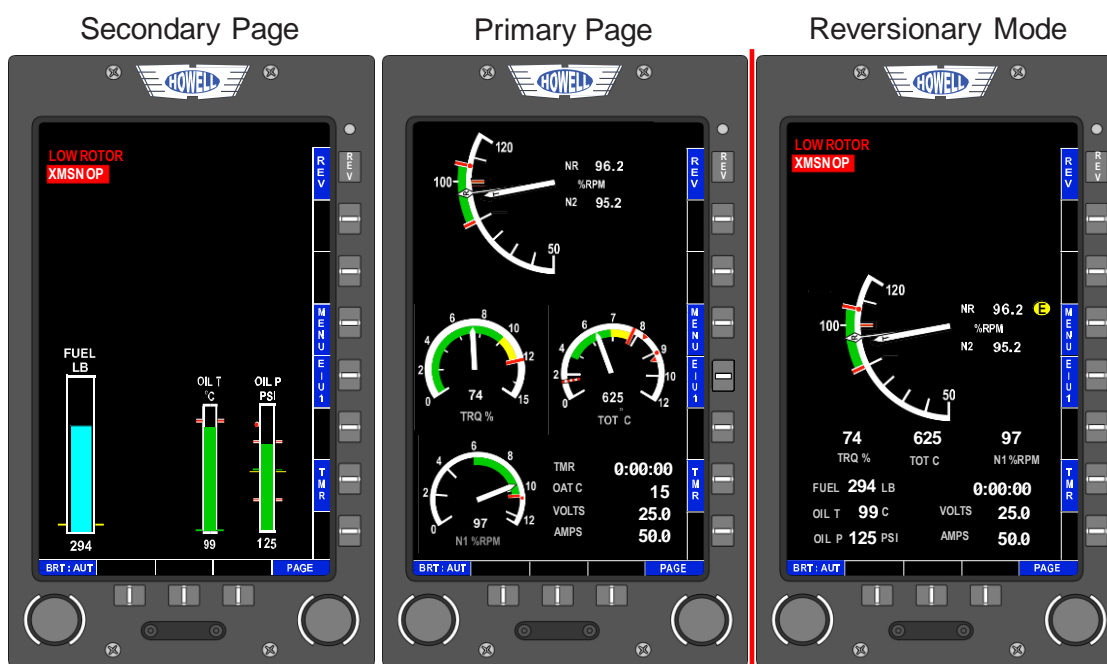 Secondary Page
HOWELL
LOW ROTOR
XMSN OP
REV
REV
MENU
EIU1
TMR
FUEL
LB
294
OIL T
°C
99
OIL P
PSI
125
BRT: AUT
PAGE
Primary Page
HOWELL
120
100
50
NR 96.2
%RPM
N2 95.2
REV
REV
MENU
EIU1
TMR
0
2
4
6
8
10
12
15
74
TRQ %
0
2
4
6
7
8
9
10
12
625
TOT °C
0
2
4
6
8
10
12
97
N1 %RPM
TMR 0:00:00
OAT C 15
VOLTS 25.0
AMPS 50.0
BRT: AUT
PAGE
Reversionary Mode
HOWELL
LOW ROTOR
XMSN OP
REV
REV
MENU
EIU1
TMR
120
100
50
NR 96.2 E
%RPM
N2 95.2
74 625 97
TRQ % TOT C N1 %RPM
FUEL 294 LB 0:00:00
OIL T 99 C VOLTS 25.0
OIL P 125 PSI AMPS 50.0
BRT: AUT
PAGE